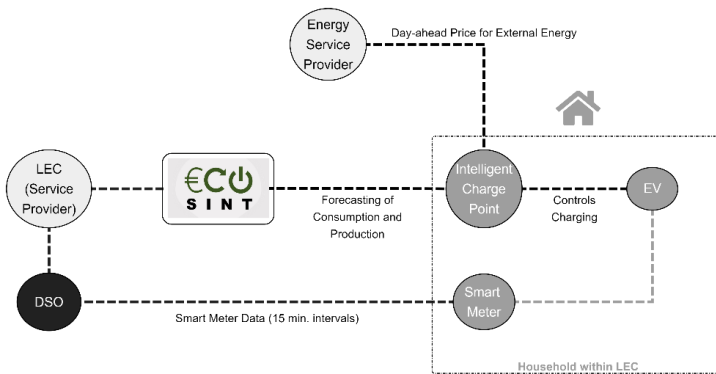 Energy
Service
Provider
Day-ahead Price for External Energy
LEC
(Service
Provider)
€CO
SINT
Forecasting of
Consumption and
Production
Intelligent
Charge
Point
Controls
Charging
EV
DSO
Smart Meter Data (15 min. intervals)
Smart
Meter
Household within LEC